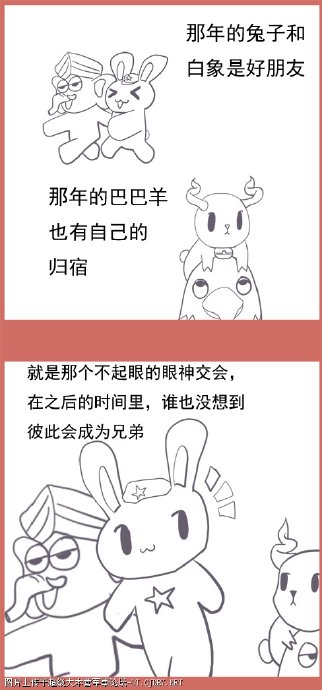 那年的兔子和
白象是好朋友
那年的巴巴羊
也有自己的
归宿
就是那个不起眼的眼神交会，
在之后的时间里，谁也没想到
彼此会成为兄弟